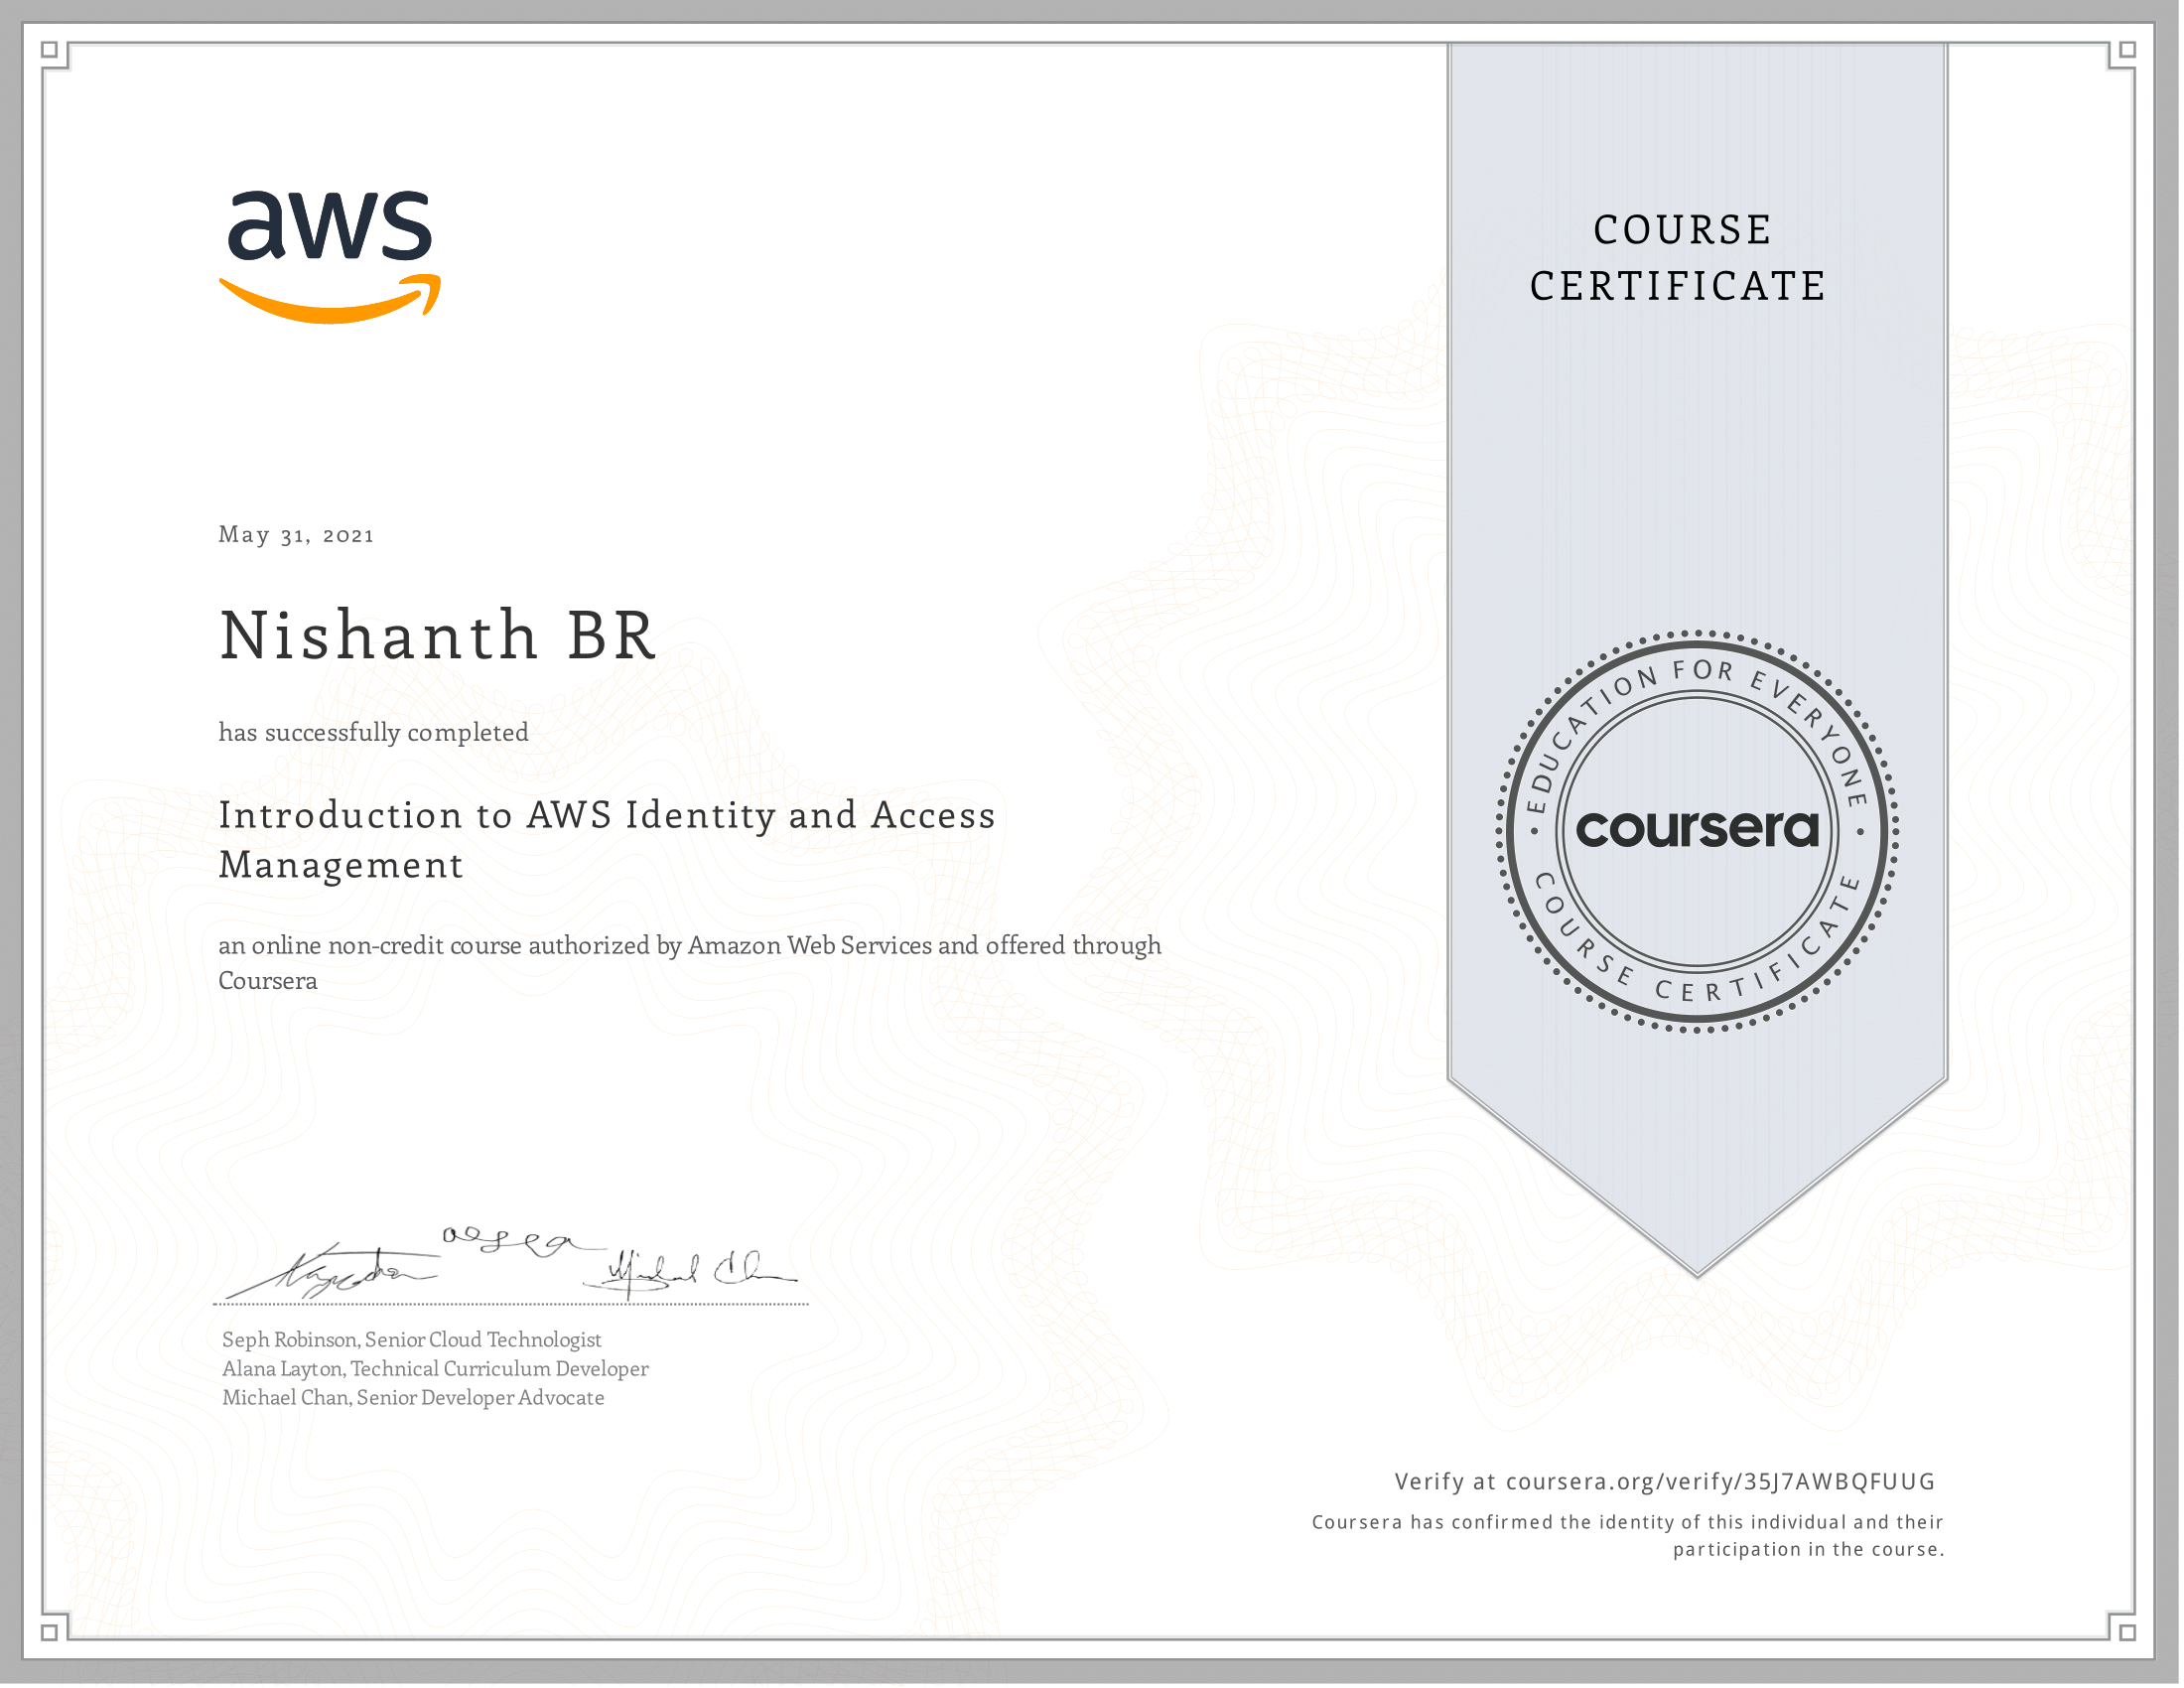 aws
COURSE
CERTIFICATE
May 31, 2021
Nishanth BR
has successfully completed
Introduction to AWS Identity and Access
Management
an online non-credit course authorized by Amazon Web Services and offered through
Coursera
EDUCATION FOR EVERYONE
coursera
COURSE CERTIFICATE
Seph Robinson, Senior Cloud Technologist
Alana Layton, Technical Curriculum Developer
Michael Chan, Senior Developer Advocate
Verify at coursera.org/verify/35J7AWBQFUUG
Coursera has confirmed the identity of this individual and their
participation in the course.